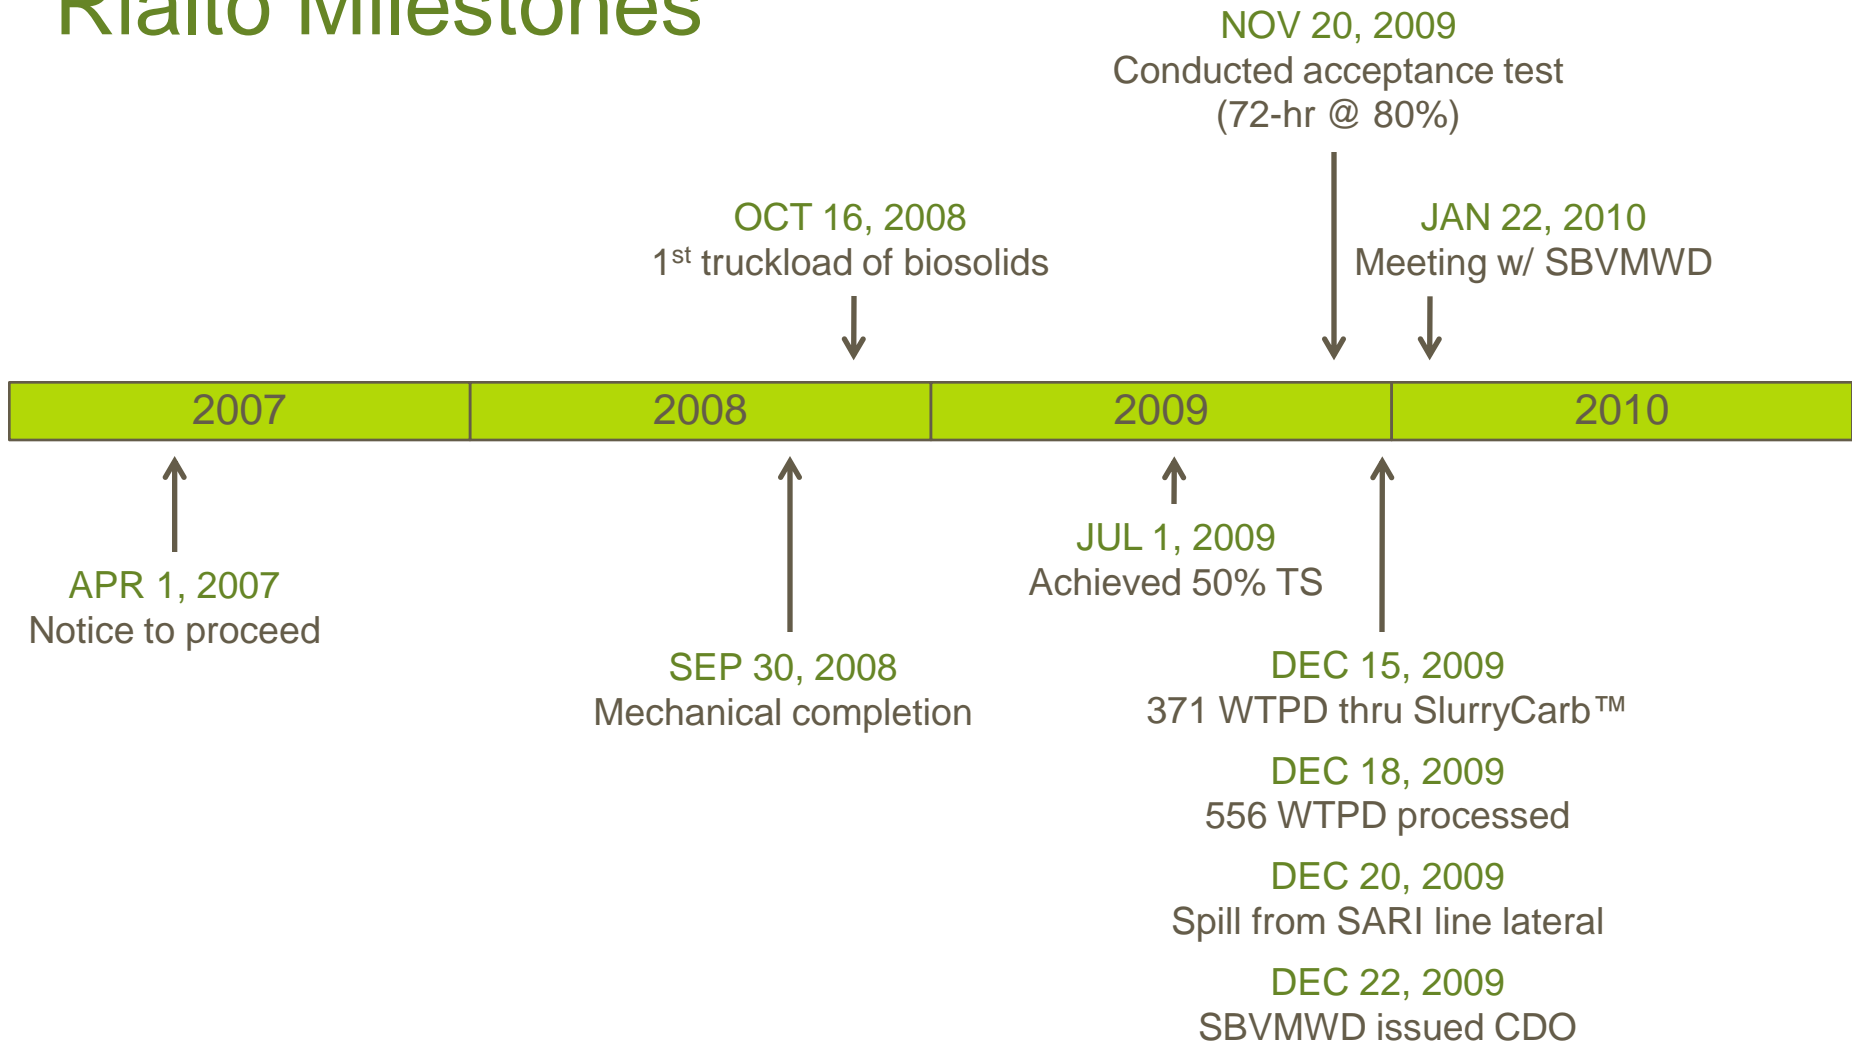 Rialto Milestones
NOV 20, 2009
Conducted acceptance test
(72-hr @ 80%)
OCT 16, 2008
1st truckload of biosolids
JAN 22, 2010
Meeting w/ SBVMWD
2007
2008
2009
2010
APR 1, 2007
Notice to proceed
SEP 30, 2008
Mechanical completion
JUL 1, 2009
Achieved 50% TS
DEC 15, 2009
371 WTPD thru SlurryCarb™
DEC 18, 2009
556 WTPD processed
DEC 20, 2009
Spill from SARI line lateral
DEC 22, 2009
SBVMWD issued CDO